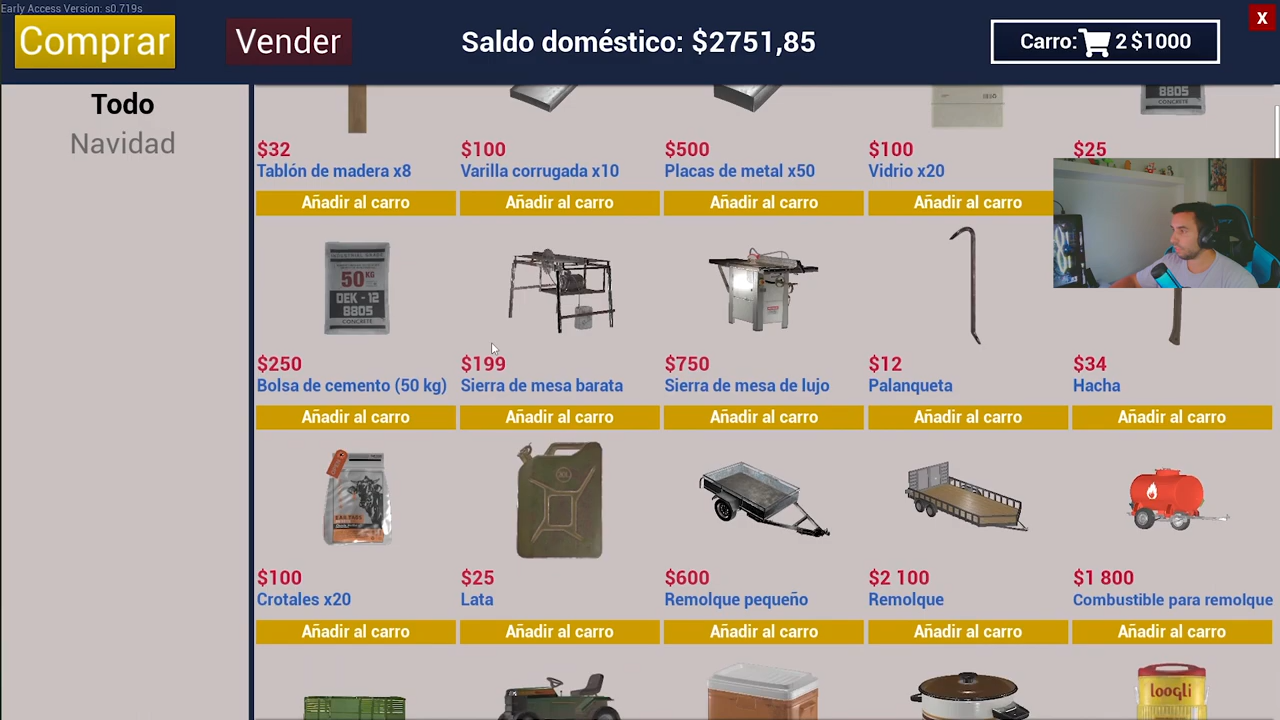 Early Access Version: s0.719s
Comprar
Vender
Saldo doméstico: $2751,85
Carro: 2 $1000
X
Todo
Navidad
8805
CONCRETE
$32
$100
$500
$100
$25
Tablón de madera x8
Varilla corrugada x10
Placas de metal x50
Vidrio x20
Añadir al carro
Añadir al carro
Añadir al carro
Añadir al carro
INDUSTRIAL GRADE
50 KG
DEK - 12
8805
CONCRETE
$250
$199
$750
$12
$34
Bolsa de cemento (50 kg)
Sierra de mesa barata
Sierra de mesa de lujo
Palanqueta
Hacha
Añadir al carro
Añadir al carro
Añadir al carro
Añadir al carro
Añadir al carro
$100
$25
$600
$2 100
$1 800
Crotales x20
Lata
Remolque pequeño
Remolque
Combustible para remolque
Añadir al carro
Añadir al carro
Añadir al carro
Añadir al carro
Añadir al carro
loogli